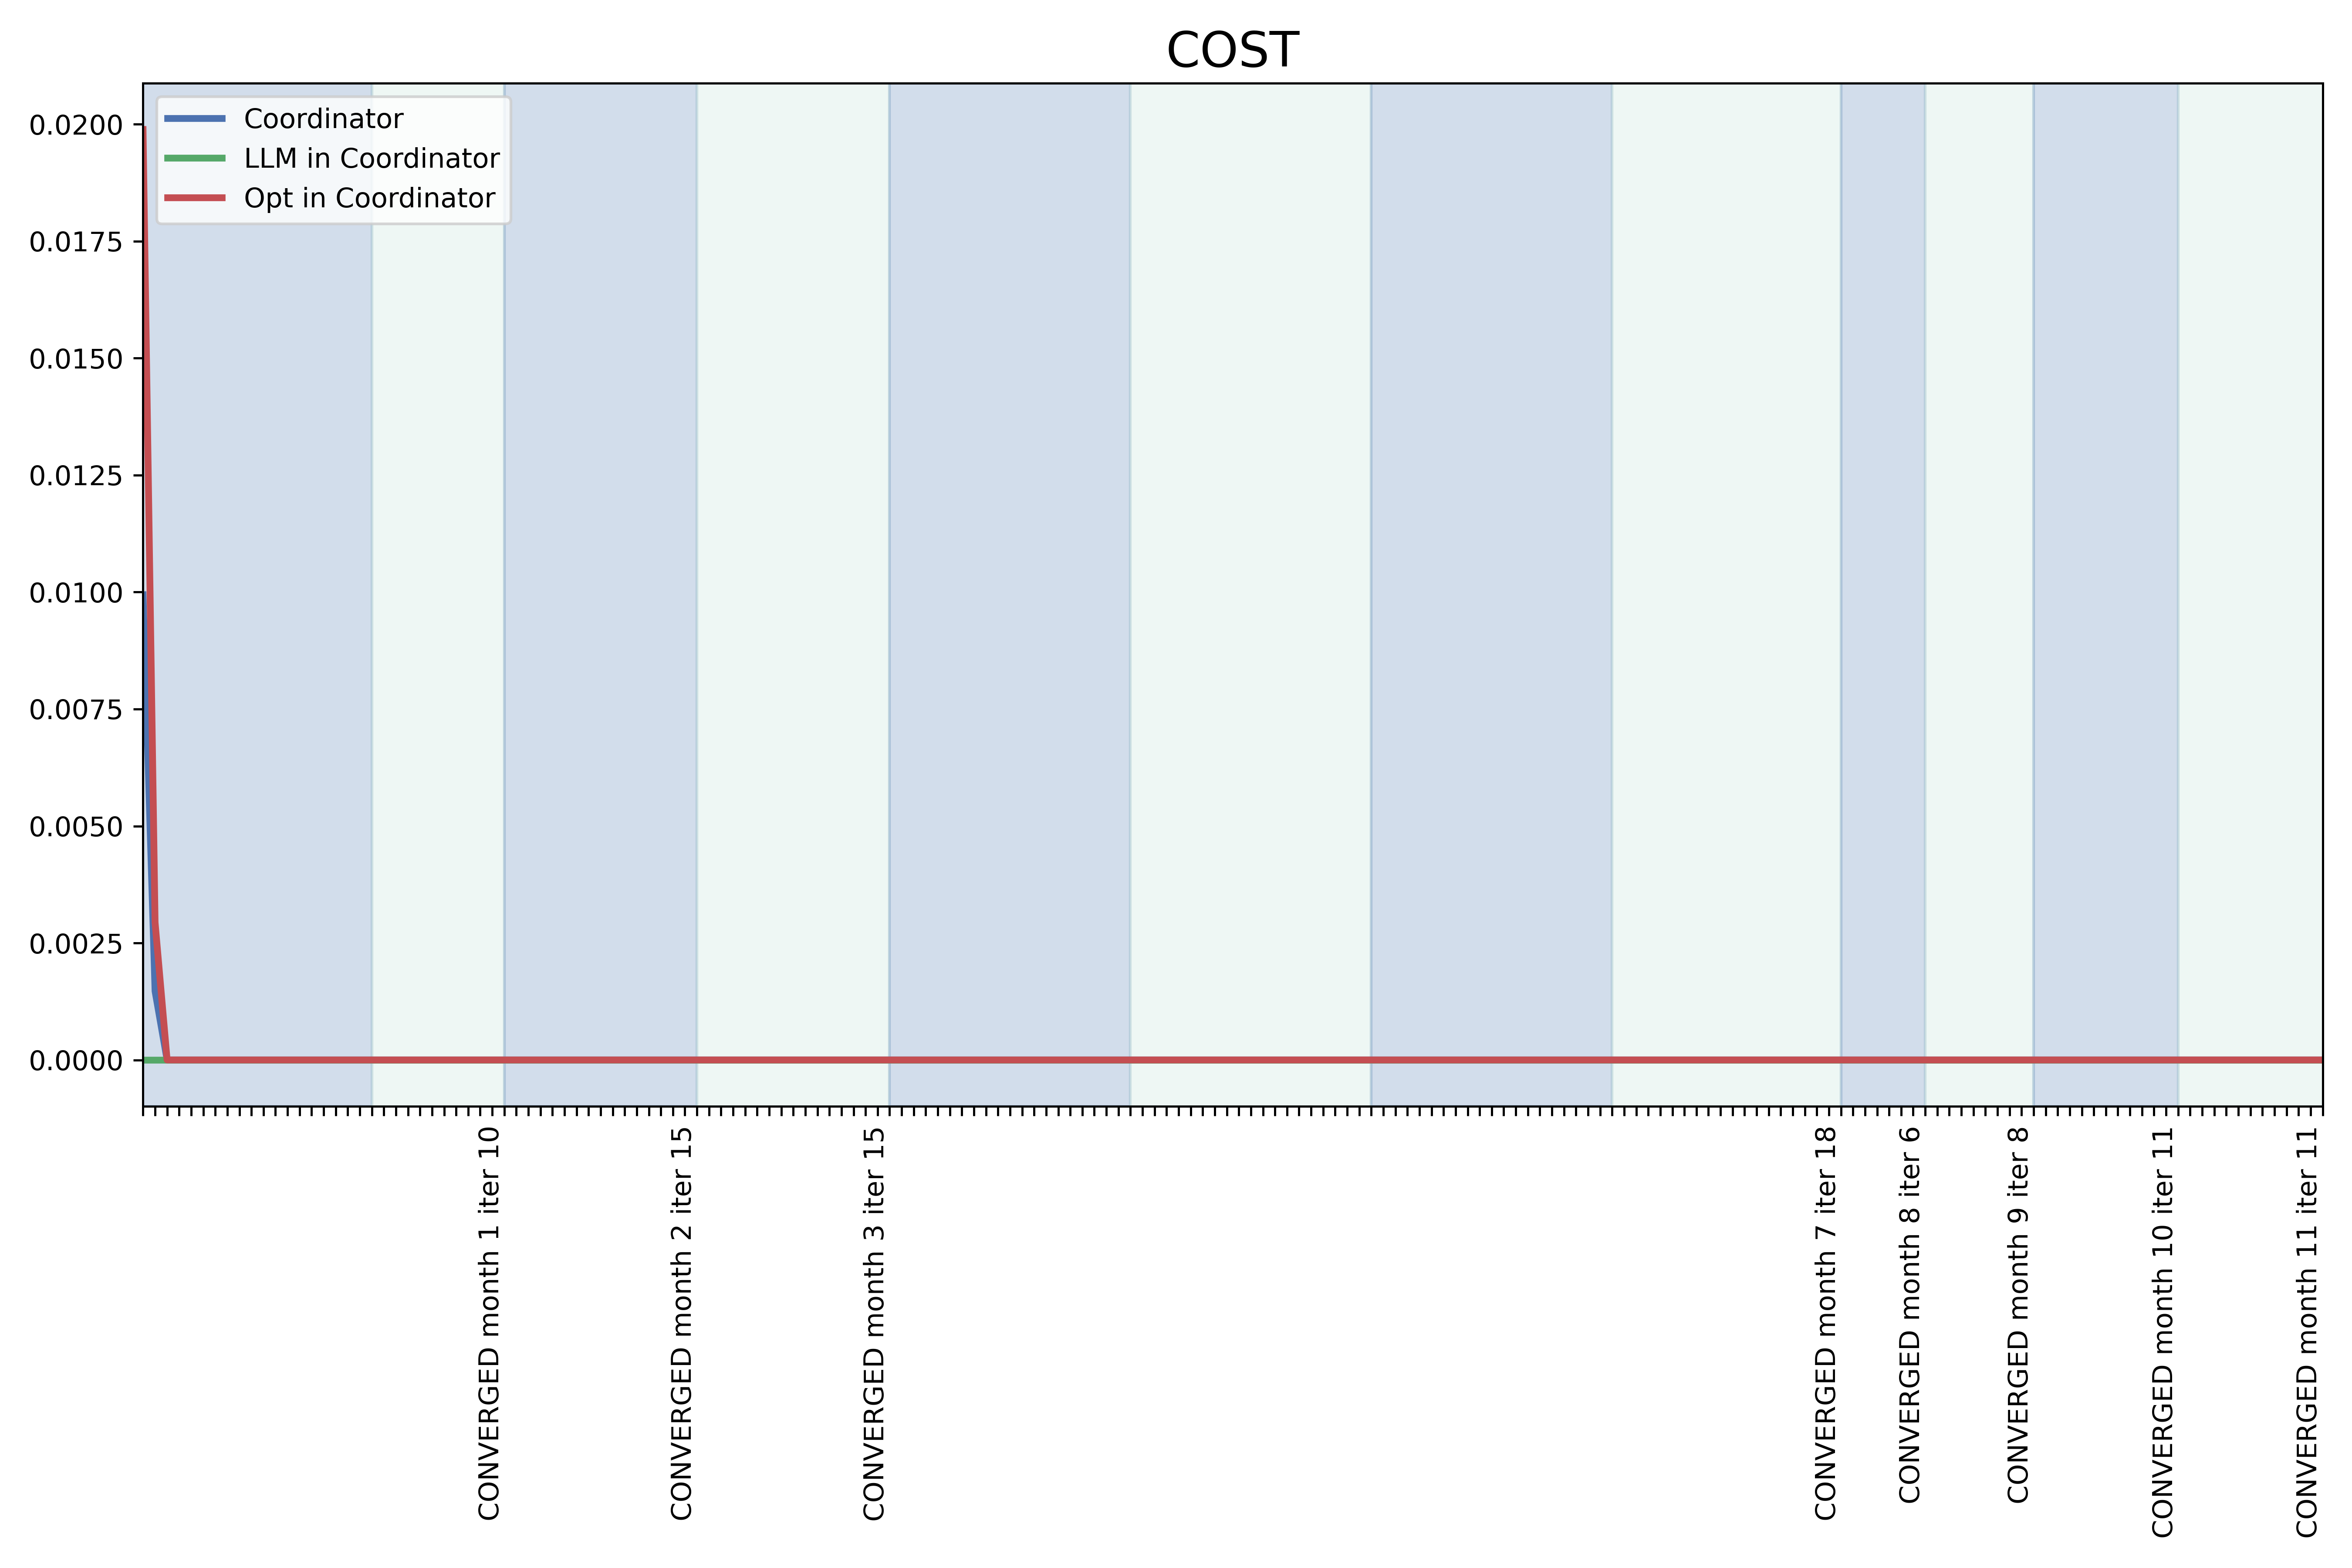 COST
Coordinator
LLM in Coordinator
Opt in Coordinator
0.0200
0.0175
0.0150
0.0125
0.0100
0.0075
0.0050
0.0025
0.0000
CONVERGED month 1 iter 10
CONVERGED month 2 iter 15
CONVERGED month 3 iter 15
CONVERGED month 7 iter 18
CONVERGED month 8 iter 6
CONVERGED month 9 iter 8
CONVERGED month 10 iter 11
CONVERGED month 11 iter 11